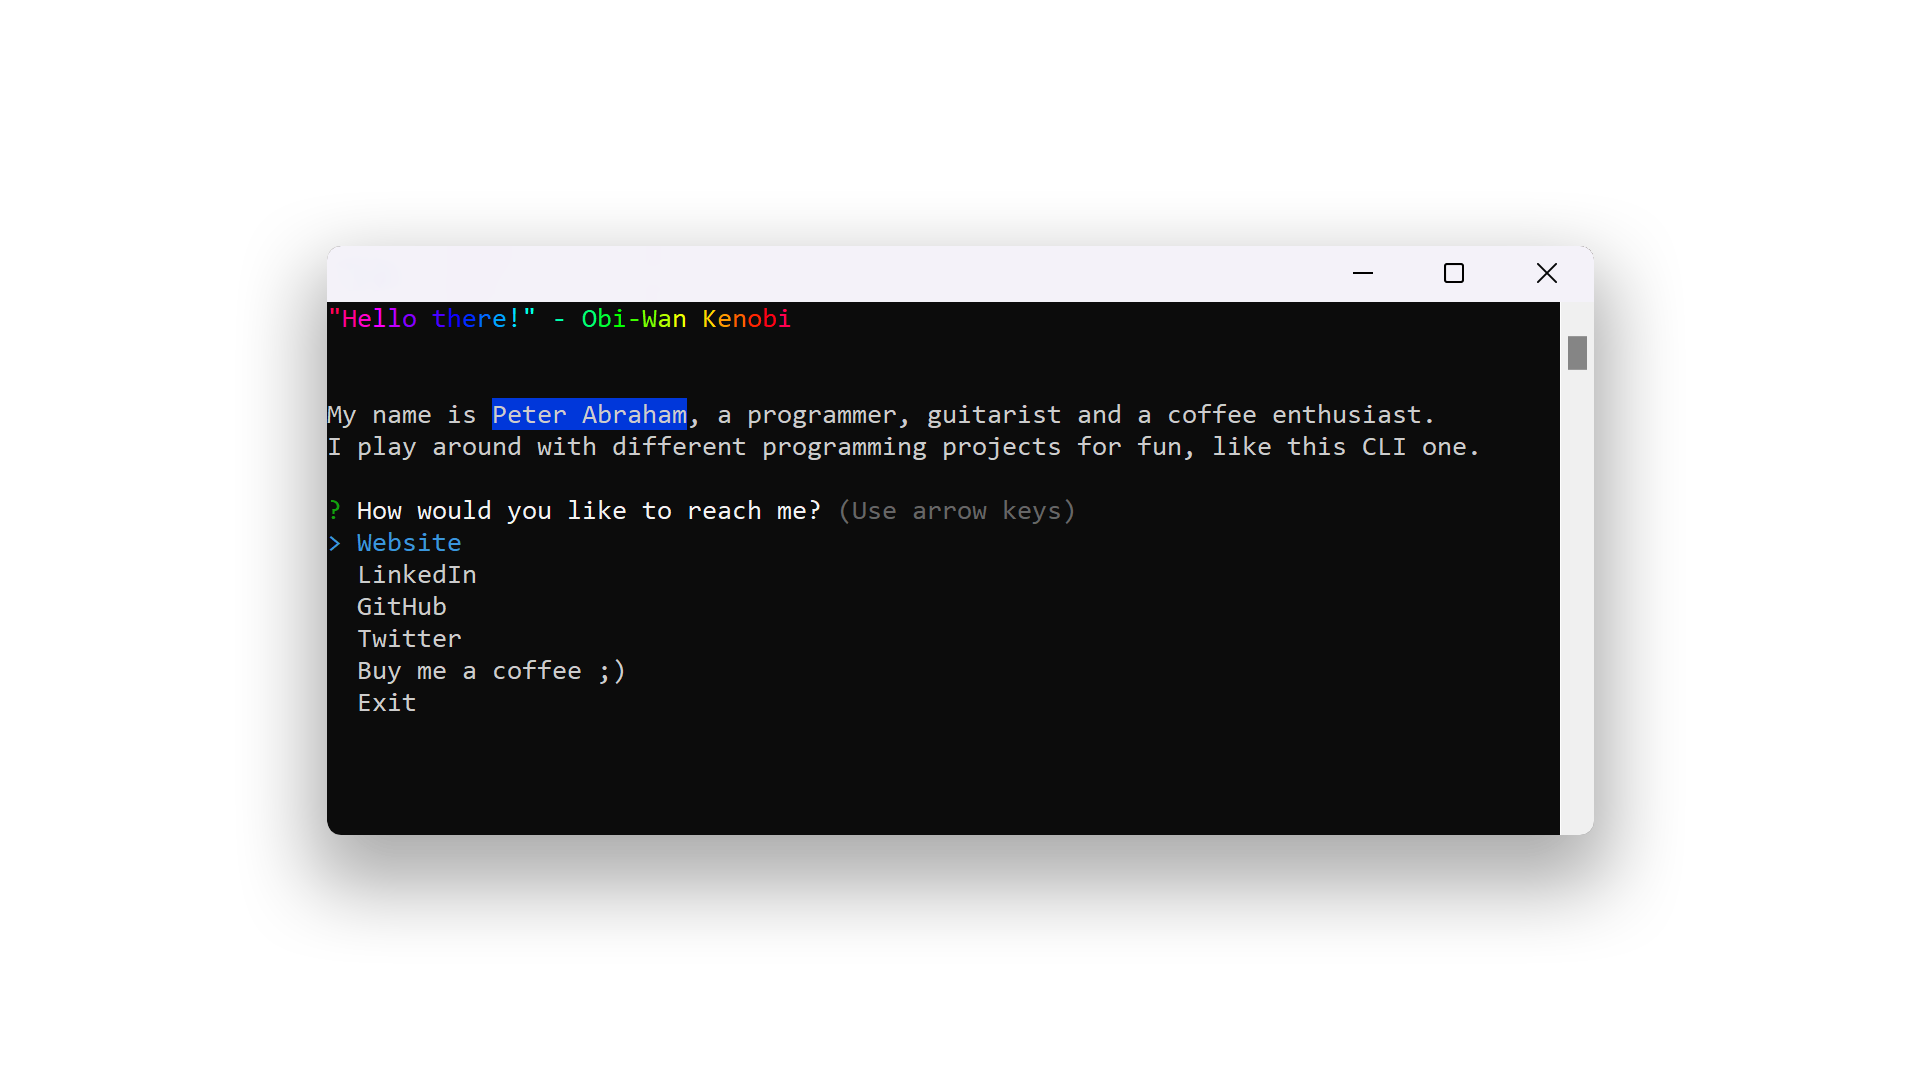 "Hello there!" - Obi-Wan Kenobi
My name is Peter Abraham, a programmer, guitarist and a coffee enthusiast.
I play around with different programming projects for fun, like this CLI one.
? How would you like to reach me? (Use arrow keys)
> Website
LinkedIn
GitHub
Twitter
Buy me a coffee ;)
Exit